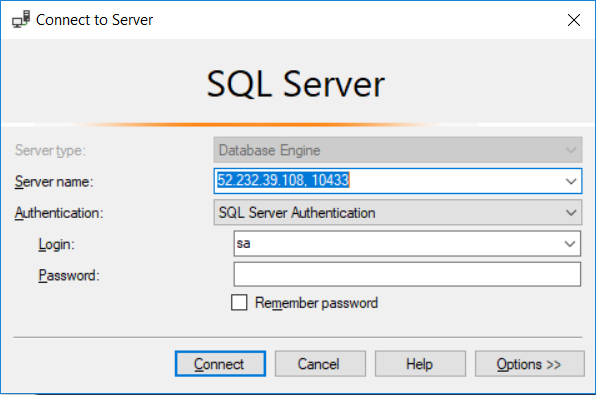 Connect to Server
SQL Server
Server type: Database Engine
Server name: 52.232.39.108, 10433
Authentication: SQL Server Authentication
Login: sa
Password:
Remember password
Connect Cancel Help Options >>